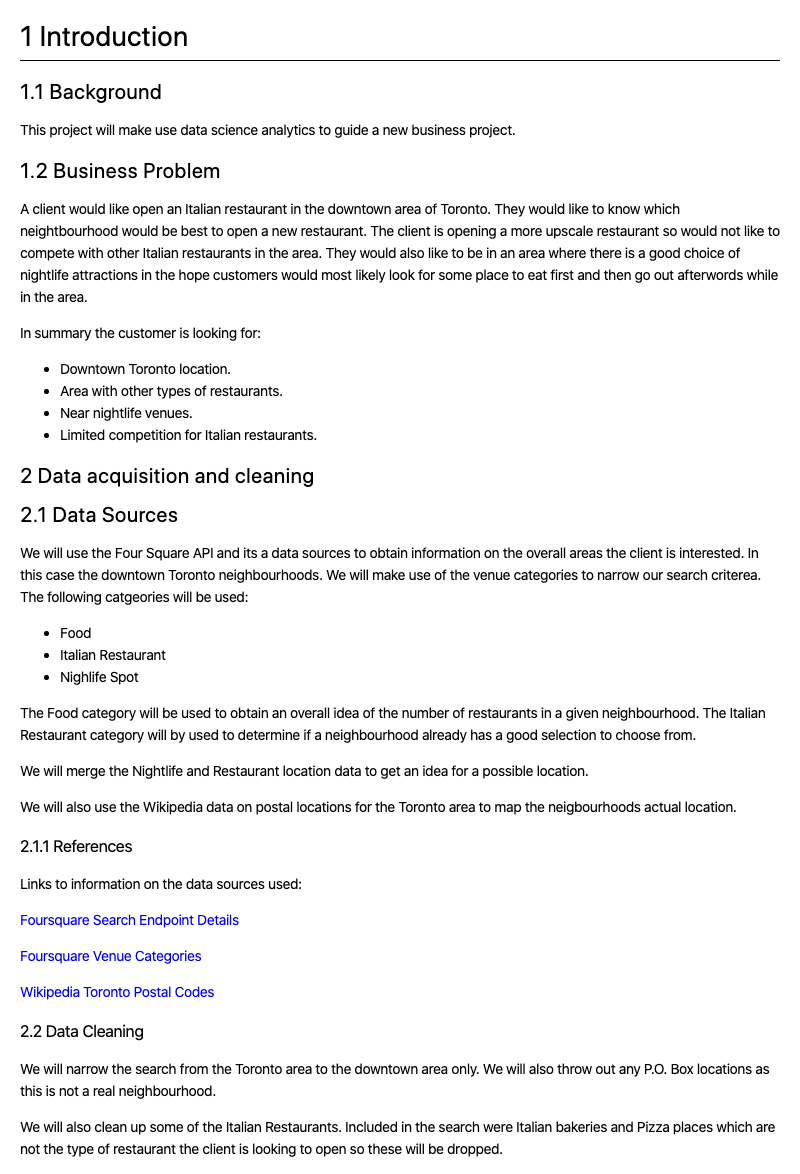 1 Introduction
1.1 Background
This project will make use data science analytics to guide a new business project.
1.2 Business Problem
A client would like open an Italian restaurant in the downtown area of Toronto. They would like to know which
neightbourhood would be best to open a new restaurant. The client is opening a more upscale restaurant so would not like to
compete with other Italian restaurants in the area. They would also like to be in an area where there is a good choice of
nightlife attractions in the hope customers would most likely look for some place to eat first and then go out afterwords while
in the area.
In summary the customer is looking for:
• Downtown Toronto location.
• Area with other types of restaurants.
• Near nightlife venues.
• Limited competition for Italian restaurants.
2 Data acquisition and cleaning
2.1 Data Sources
We will use the Four Square API and its a data sources to obtain information on the overall areas the client is interested. In
this case the downtown Toronto neighbourhoods. We will make use of the venue categories to narrow our search criterea.
The following catgeories will be used:
• Food
• Italian Restaurant
• Nighlife Spot
The Food category will be used to obtain an overall idea of the number of restaurants in a given neighbourhood. The Italian
Restaurant category will by used to determine if a neighbourhood already has a good selection to choose from.
We will merge the Nightlife and Restaurant location data to get an idea for a possible location.
We will also use the Wikipedia data on postal locations for the Toronto area to map the neigbourhoods actual location.
2.1.1 References
Links to information on the data sources used:
Foursquare Search Endpoint Details
Foursquare Venue Categories
Wikipedia Toronto Postal Codes
2.2 Data Cleaning
We will narrow the search from the Toronto area to the downtown area only. We will also throw out any P.O. Box locations as
this is not a real neighbourhood.
We will also clean up some of the Italian Restaurants. Included in the search were Italian bakeries and Pizza places which are
not the type of restaurant the client is looking to open so these will be dropped.